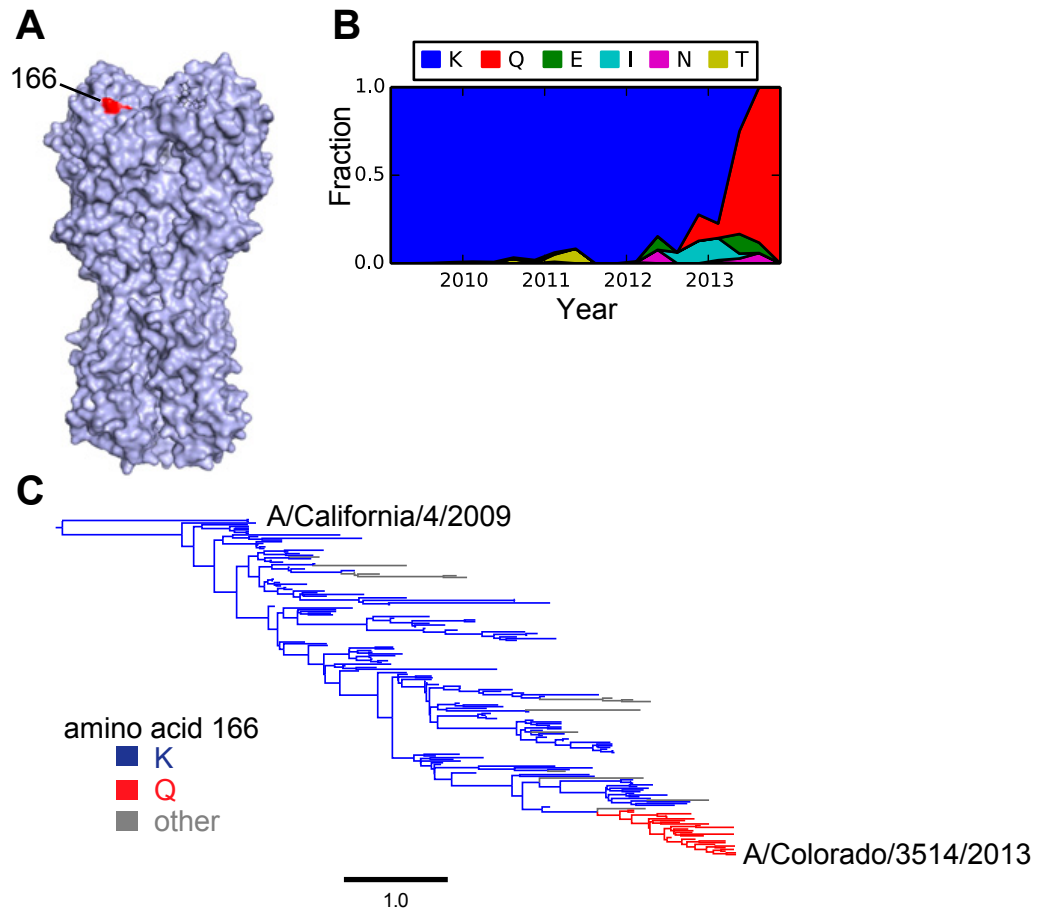 A
166
B
K Q E I N T
1.0
0.5
0.0
Fraction
2010 2011 2012 2013
Year
C
A/California/4/2009
amino acid 166
K
Q
other
A/Colorado/3514/2013
1.0